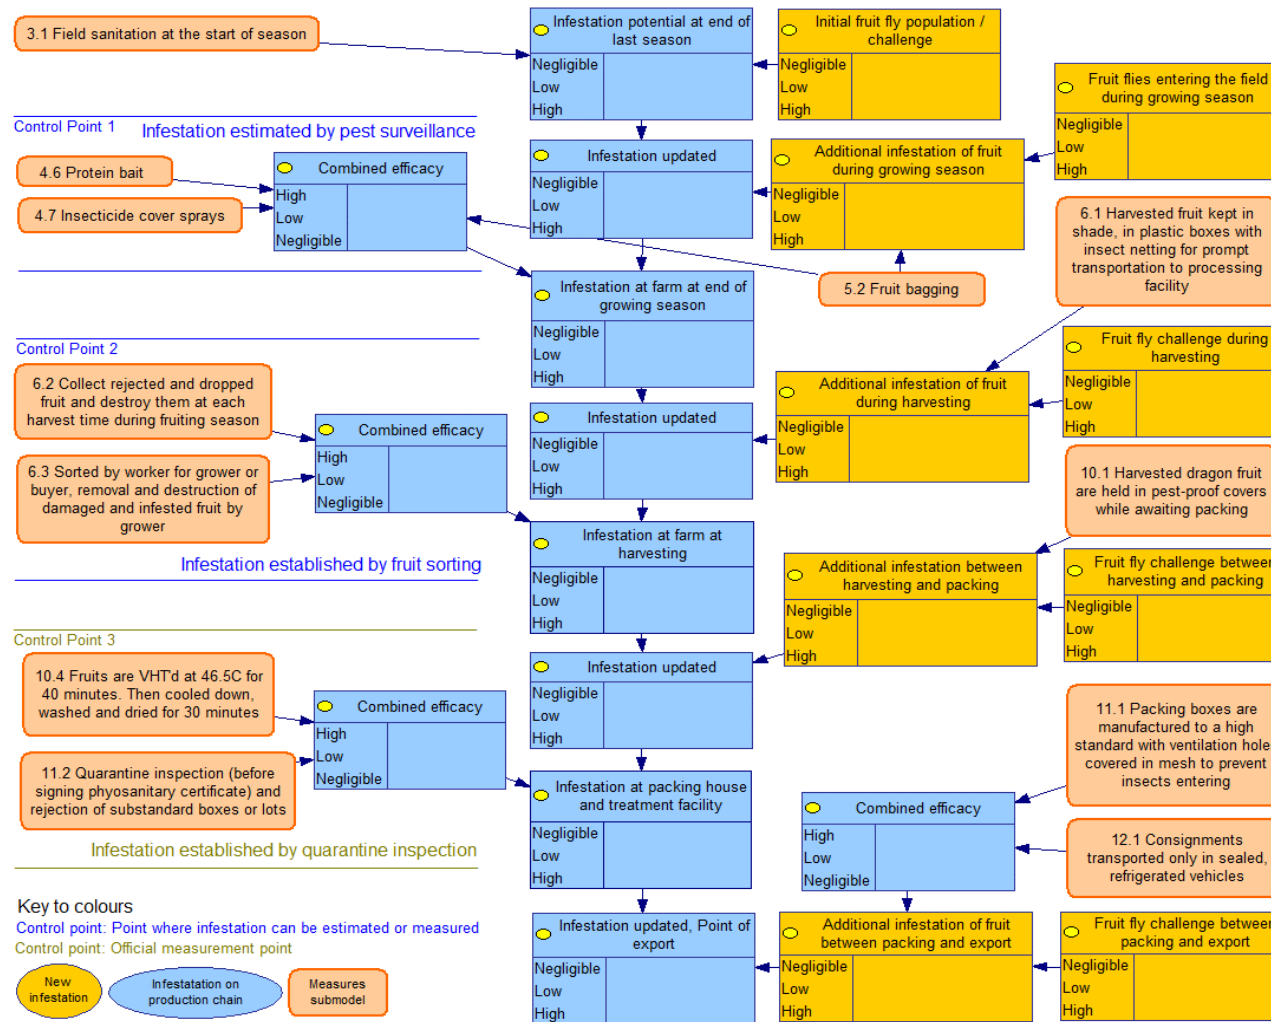 3.1 Field sanitation at the start of season
Infestation potential at end of
last season
Negligible
Low
High
Initial fruit fly population /
challenge
Negligible
Low
High
Fruit flies entering the field
during growing season
Negligible
Low
High
Control Point 1
Infestation estimated by pest surveillance
4.6 Protein bait
4.7 Insecticide cover sprays
Combined efficacy
High
Low
Negligible
Infestation updated
Negligible
Low
High
Additional infestation of fruit
during growing season
Negligible
Low
High
6.1 Harvested fruit kept in
shade, in plastic boxes with
insect netting for prompt
transportation to processing
facility
5.2 Fruit bagging
Infestation at farm at end of
growing season
Negligible
Low
High
Control Point 2
Fruit fly challenge during
harvesting
Negligible
Low
High
6.2 Collect rejected and dropped
fruit and destroy them at each
harvest time during fruiting season
6.3 Sorted by worker for grower or
buyer, removal and destruction of
damaged and infested fruit by
grower
Combined efficacy
High
Low
Negligible
Infestation updated
Negligible
Low
High
Additional infestation of fruit
during harvesting
Negligible
Low
High
10.1 Harvested dragon fruit
are held in pest-proof covers
while awaiting packing
Infestation at farm at
harvesting
Negligible
Low
High
Infestation established by fruit sorting
Additional infestation between
harvesting and packing
Negligible
Low
High
Fruit fly challenge between
harvesting and packing
Negligible
Low
High
Control Point 3
10.4 Fruits are VHT'd at 46.5C for
40 minutes. Then cooled down,
washed and dried for 30 minutes
11.2 Quarantine inspection (before
signing phyosanitary certificate) and
rejection of substandard boxes or lots
Combined efficacy
High
Low
Negligible
Infestation updated
Negligible
Low
High
11.1 Packing boxes are
manufactured to a high
standard with ventilation hole
covered in mesh to prevent
insects entering
Infestation at packing house
and treatment facility
Negligible
Low
High
Combined efficacy
High
Low
Negligible
12.1 Consignments
transported only in sealed,
refrigerated vehicles
Infestation established by quarantine inspection
Key to colours
Control point: Point where infestation can be estimated or measured
Control point: Official measurement point
New
infestation
Infestatation on
production chain
Measures
submodel
Infestation updated, Point of
export
Negligible
Low
High
Additional infestation of fruit
between packing and export
Negligible
Low
High
Fruit fly challenge between
packing and export
Negligible
Low
High